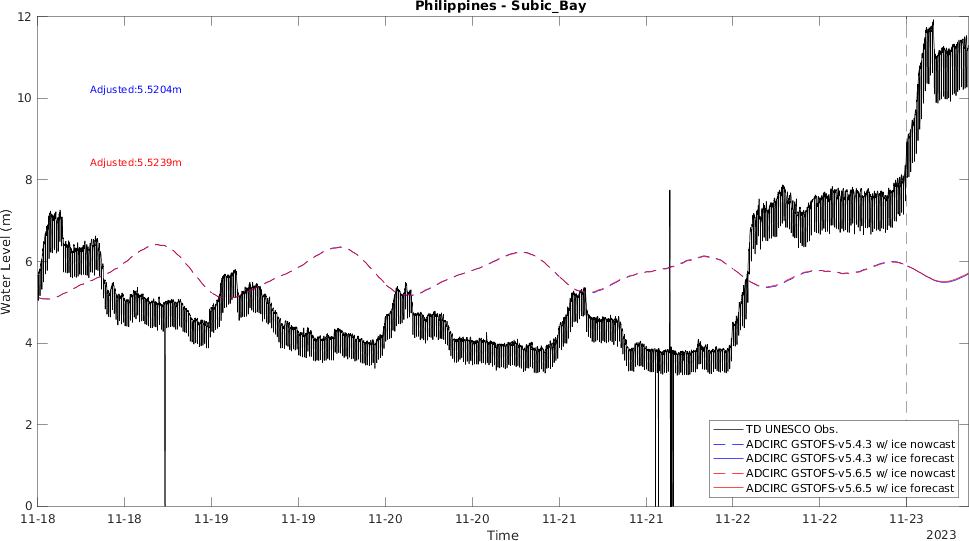 Philippines - Subic_Bay
12
10
8
6
4
2
0
Water Level (m)
Adjusted:5.5204m
Adjusted:5.5239m
TD UNESCO Obs.
ADCIRC GSTOFS-v5.4.3 w/ ice nowcast
ADCIRC GSTOFS-v5.4.3 w/ ice forecast
ADCIRC GSTOFS-v5.6.5 w/ ice nowcast
ADCIRC GSTOFS-v5.6.5 w/ ice forecast
11-18 11-18 11-19 11-19 11-20 11-20 11-21 11-21 11-22 11-22 11-23
Time
2023